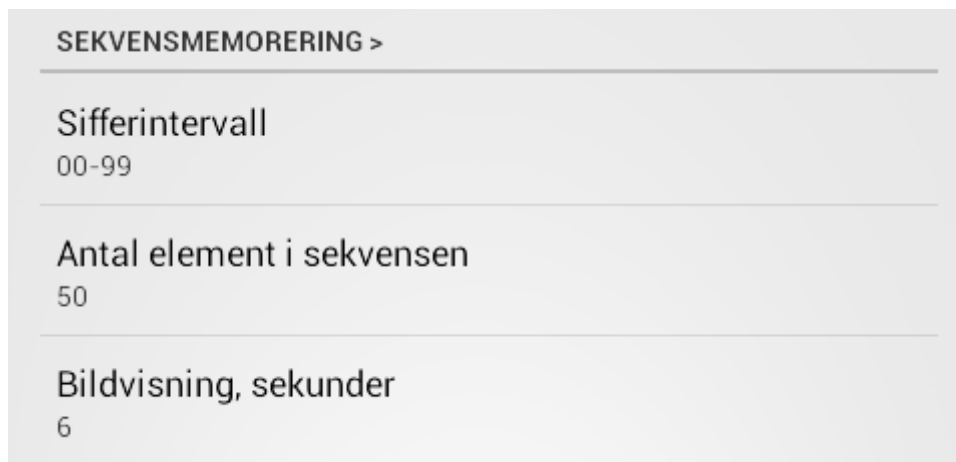 SEKVENSMEMORERING >
Sifferintervall
00-99
Antal element i sekvensen
50
Bildvisning, sekunder
6